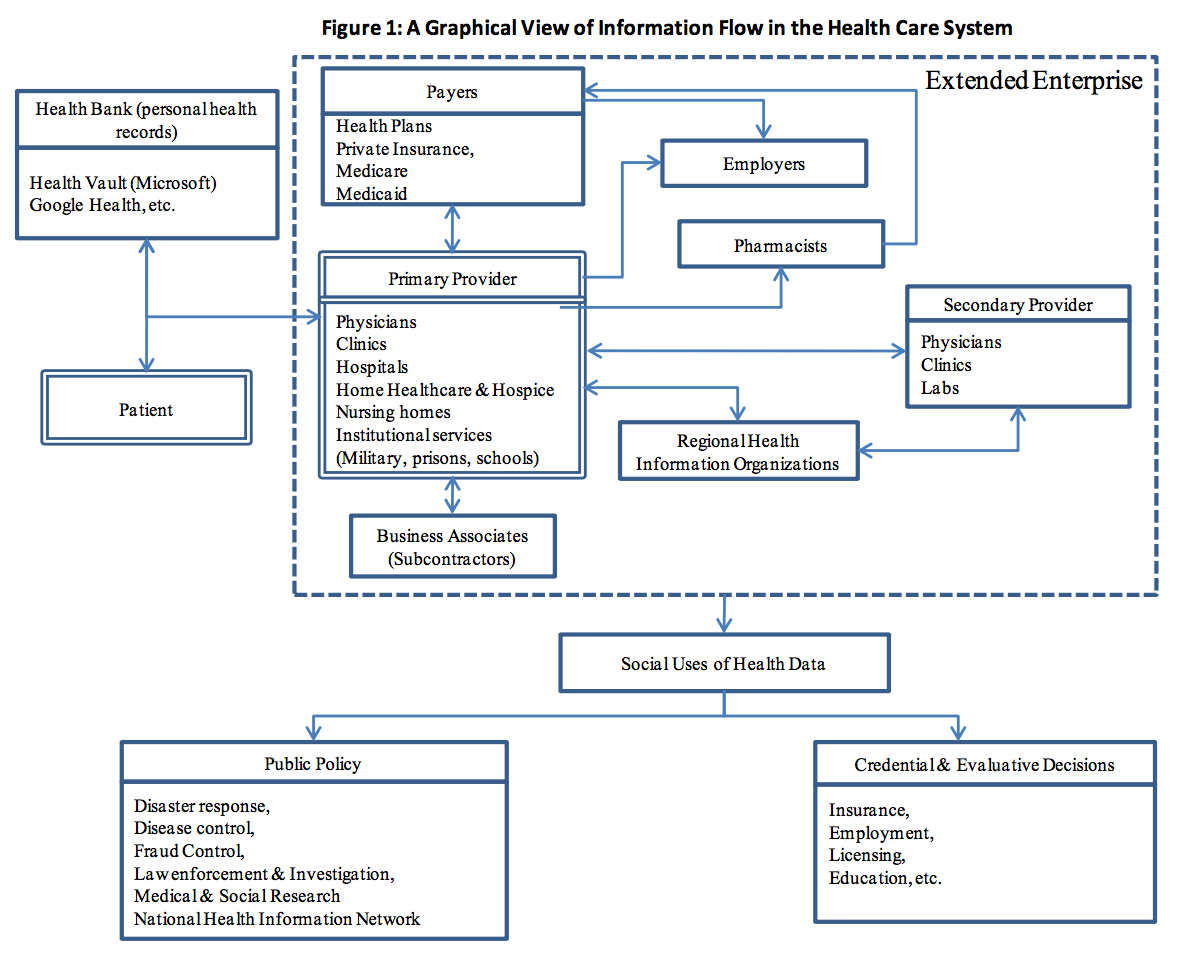 Figure 1: A Graphical View of Information Flow in the Health Care System
Extended Enterprise
Health Bank (personal health
records)
Health Vault (Microsoft)
Google Health, etc.
Patient
Payers
Health Plans
Private Insurance,
Medicare
Medicaid
Employers
Pharmacists
Primary Provider
Physicians
Clinics
Hospitals
Home Healthcare & Hospice
Nursing homes
Institutional services
(Military, prisons, schools)
Secondary Provider
Physicians
Clinics
Labs
Regional Health
Information Organizations
Business Associates
(Subcontractors)
Social Uses of Health Data
Public Policy
Disaster response,
Disease control,
Fraud Control,
Law enforcement & Investigation,
Medical & Social Research
National Health Information Network
Credential & Evaluative Decisions
Insurance,
Employment,
Licensing,
Education, etc.